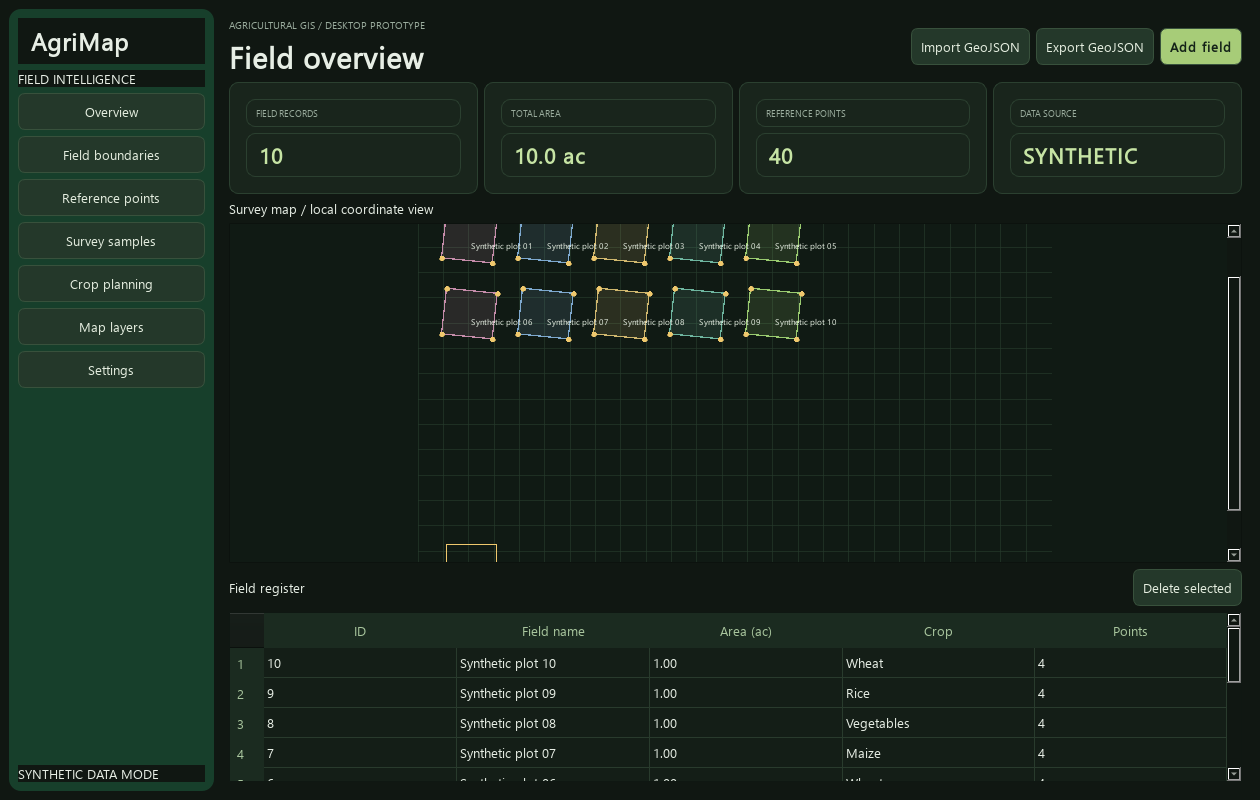 AgriMap
FIELD INTELLIGENCE
Overview
Field boundaries
Reference points
Survey samples
Crop planning
Map layers
Settings
SYNTHETIC DATA MODE
AGRICULTURAL GIS / DESKTOP PROTOTYPE
Field overview
Import GeoJSON
Export GeoJSON
Add field
FIELD RECORDS
10
TOTAL AREA
10.0 ac
REFERENCE POINTS
40
DATA SOURCE
SYNTHETIC
Survey map / local coordinate view
Synthetic plot 01
Synthetic plot 02
Synthetic plot 03
Synthetic plot 04
Synthetic plot 05
Synthetic plot 06
Synthetic plot 07
Synthetic plot 08
Synthetic plot 09
Synthetic plot 10
Field register
Delete selected
ID Field name Area (ac) Crop Points
1 10 Synthetic plot 10 1.00 Wheat 4
2 9 Synthetic plot 09 1.00 Rice 4
3 8 Synthetic plot 08 1.00 Vegetables 4
4 7 Synthetic plot 07 1.00 Maize 4